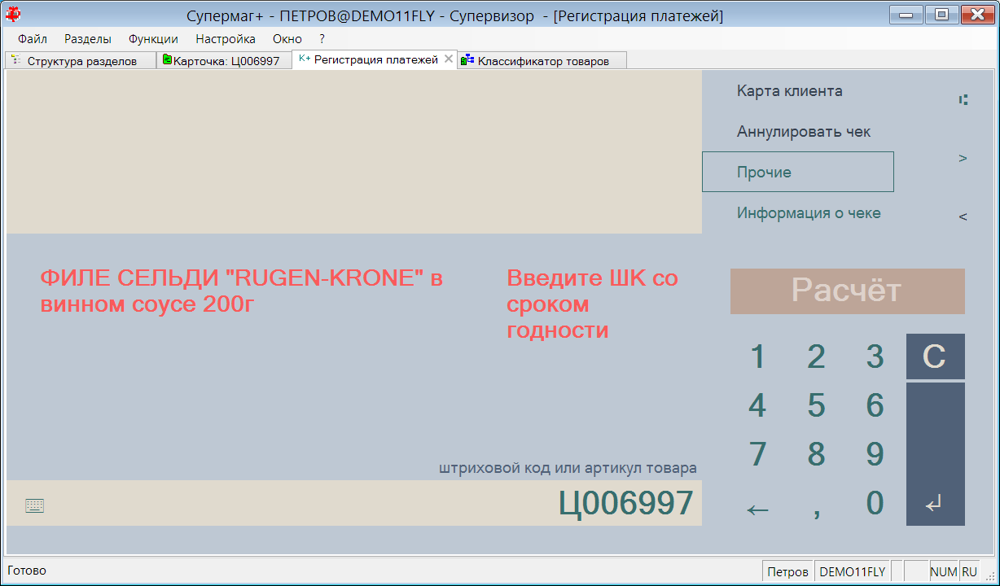 Супермаг+ - ПЕТРОВ@DEMO11FLY - Супервизор - [Регистрация платежей]
Файл Разделы Функции Настройка Окно ?
Структура разделов Карточка: Ц006997 K+ Регистрация платежей Классификатор товаров
Карта клиента
Аннулировать чек
>
Прочие
Информация о чеке
<
ФИЛЕ СЕЛЬДИ "RUGEN-KRONE" в
винном соусе 200г
Введите ШК со
сроком
годности
Расчёт
1 2 3 C
4 5 6
7 8 9
← , 0 ↵
штриховой код или артикул товара
Ц006997
Готово Петров DEMO11FLY NUM RU